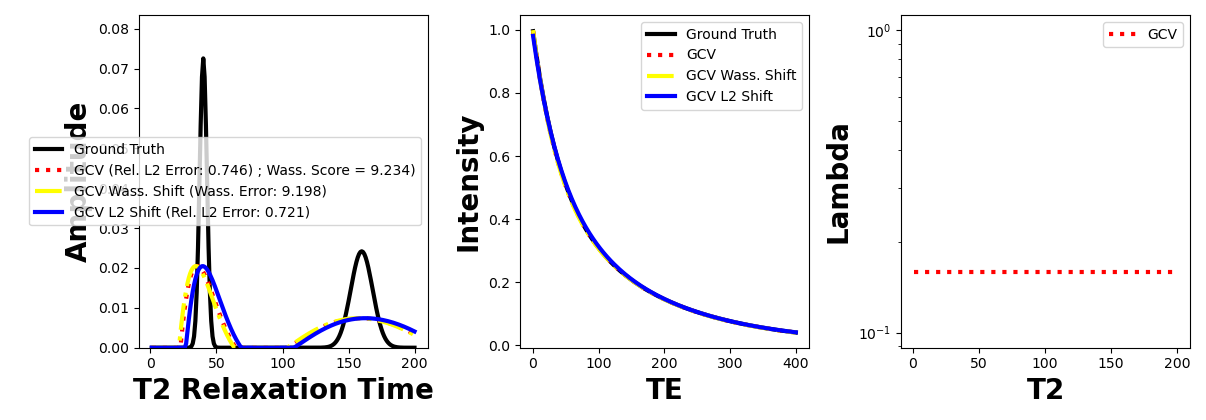 0.08
0.07
0.06
0.03
0.02
0.01
0.00
0
50
100
150
200
Amplitude
T2 Relaxation Time
Ground Truth
GCV (Rel. L2 Error: 0.746) ; Wass. Score = 9.234)
GCV Wass. Shift (Wass. Error: 9.198)
GCV L2 Shift (Rel. L2 Error: 0.721)
1.0
0.8
0.6
0.4
0.2
0.0
0
100
200
300
400
Intensity
TE
Ground Truth
GCV
GCV Wass. Shift
GCV L2 Shift
10⁰
10⁻¹
0
50
100
150
200
Lambda
T2
GCV